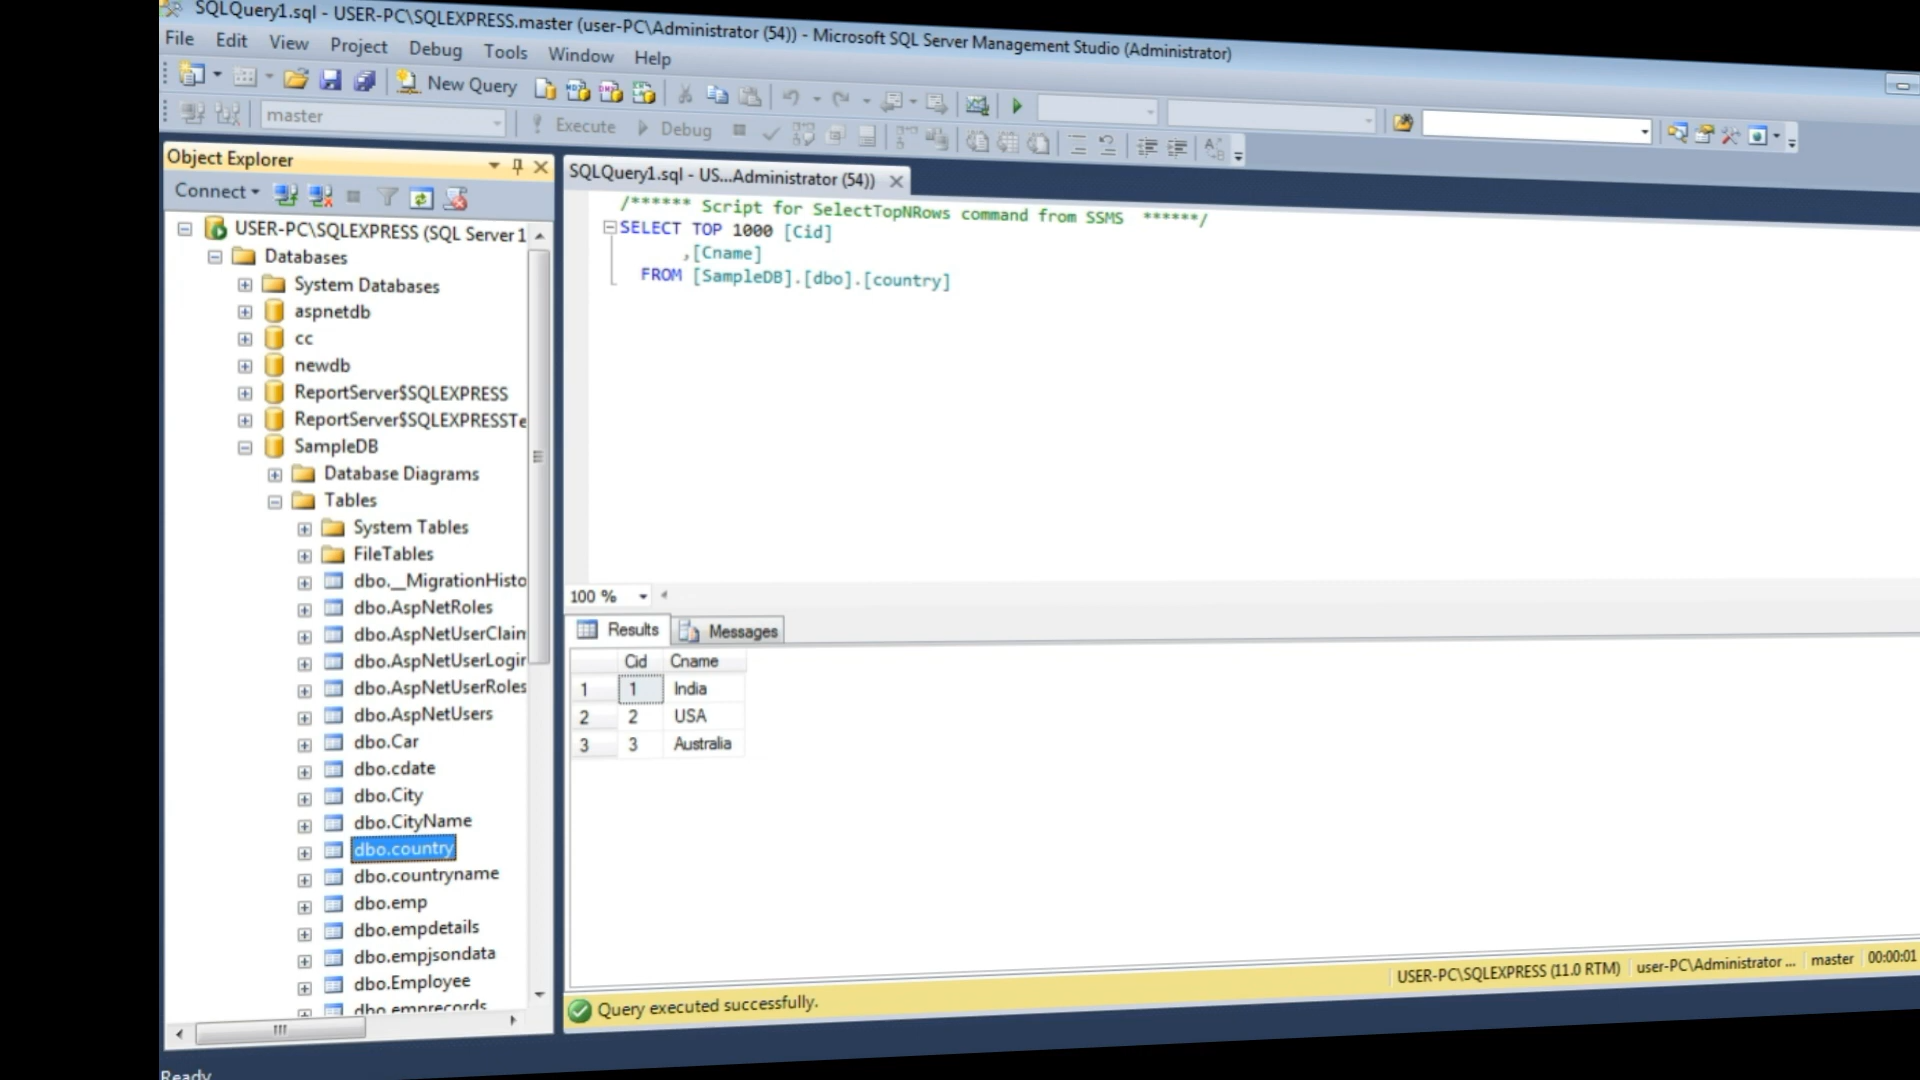 SQLQuery1.sql - USER-PC\SQLEXPRESS.master (user-PC\Administrator (54)) - Microsoft SQL Server Management Studio (Administrator)
File Edit View Project Debug Tools Window Help
New Query
master Execute Debug
Object Explorer
Connect
USER-PC\SQLEXPRESS (SQL Server 1
Databases
System Databases
aspnetdb
cc
newdb
ReportServer$SQLEXPRESS
ReportServer$SQLEXPRESSTe
SampleDB
Database Diagrams
Tables
System Tables
FileTables
dbo.__MigrationHisto
dbo.AspNetRoles
dbo.AspNetUserClaim
dbo.AspNetUserLogin
dbo.AspNetUserRoles
dbo.AspNetUsers
dbo.Car
dbo.cdate
dbo.City
dbo.CityName
dbo.country
dbo.countryname
dbo.emp
dbo.empdetails
dbo.empjsondata
dbo.Employee
dbo.emprecords
SQLQuery1.sql - US...Administrator (54))
/****** Script for SelectTopNRows command from SSMS ******/
SELECT TOP 1000 [Cid]
,[Cname]
FROM [SampleDB].[dbo].[country]
100 %
Results Messages
Cid Cname
1 1 India
2 2 USA
3 3 Australia
Query executed successfully. USER-PC\SQLEXPRESS (11.0 RTM) user-PC\Administrator ... master 00:00:01
Ready